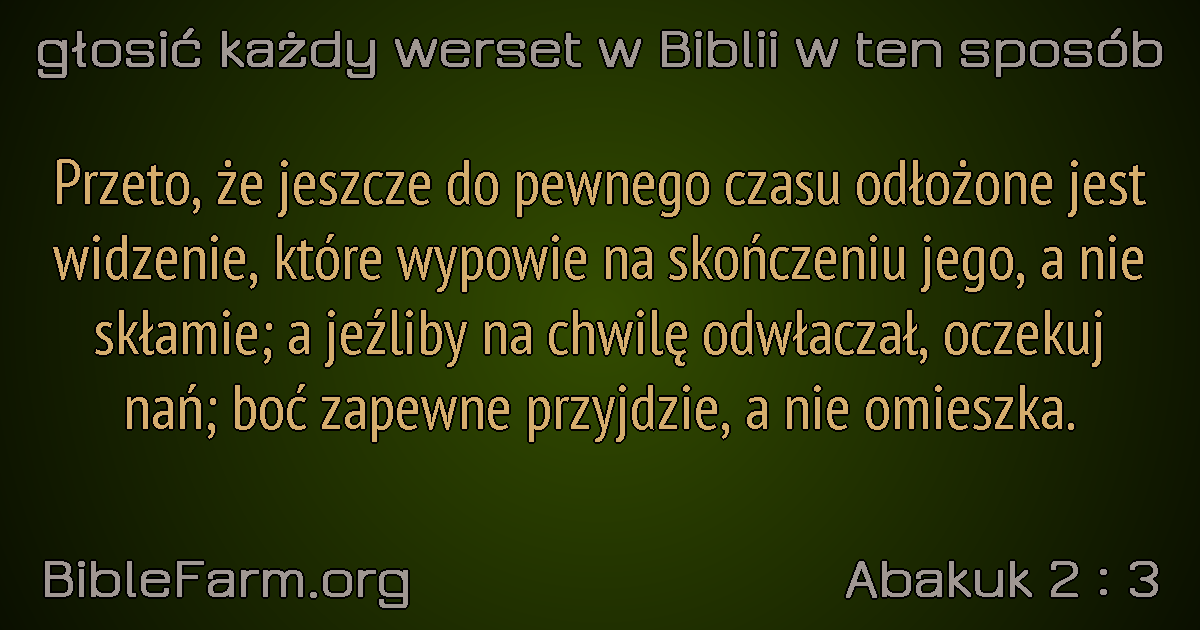 głosić każdy werset w Biblii w ten sposób
Przeto, że jeszcze do pewnego czasu odłożone jest
widzenie, które wypowie na skończeniu jego, a nie
skłamie; a jeźliby na chwilę odwłaczał, oczekuj
nań; boć zapewne przyjdzie, a nie omieszka.
BibleFarm.org
Abakuk 2 : 3